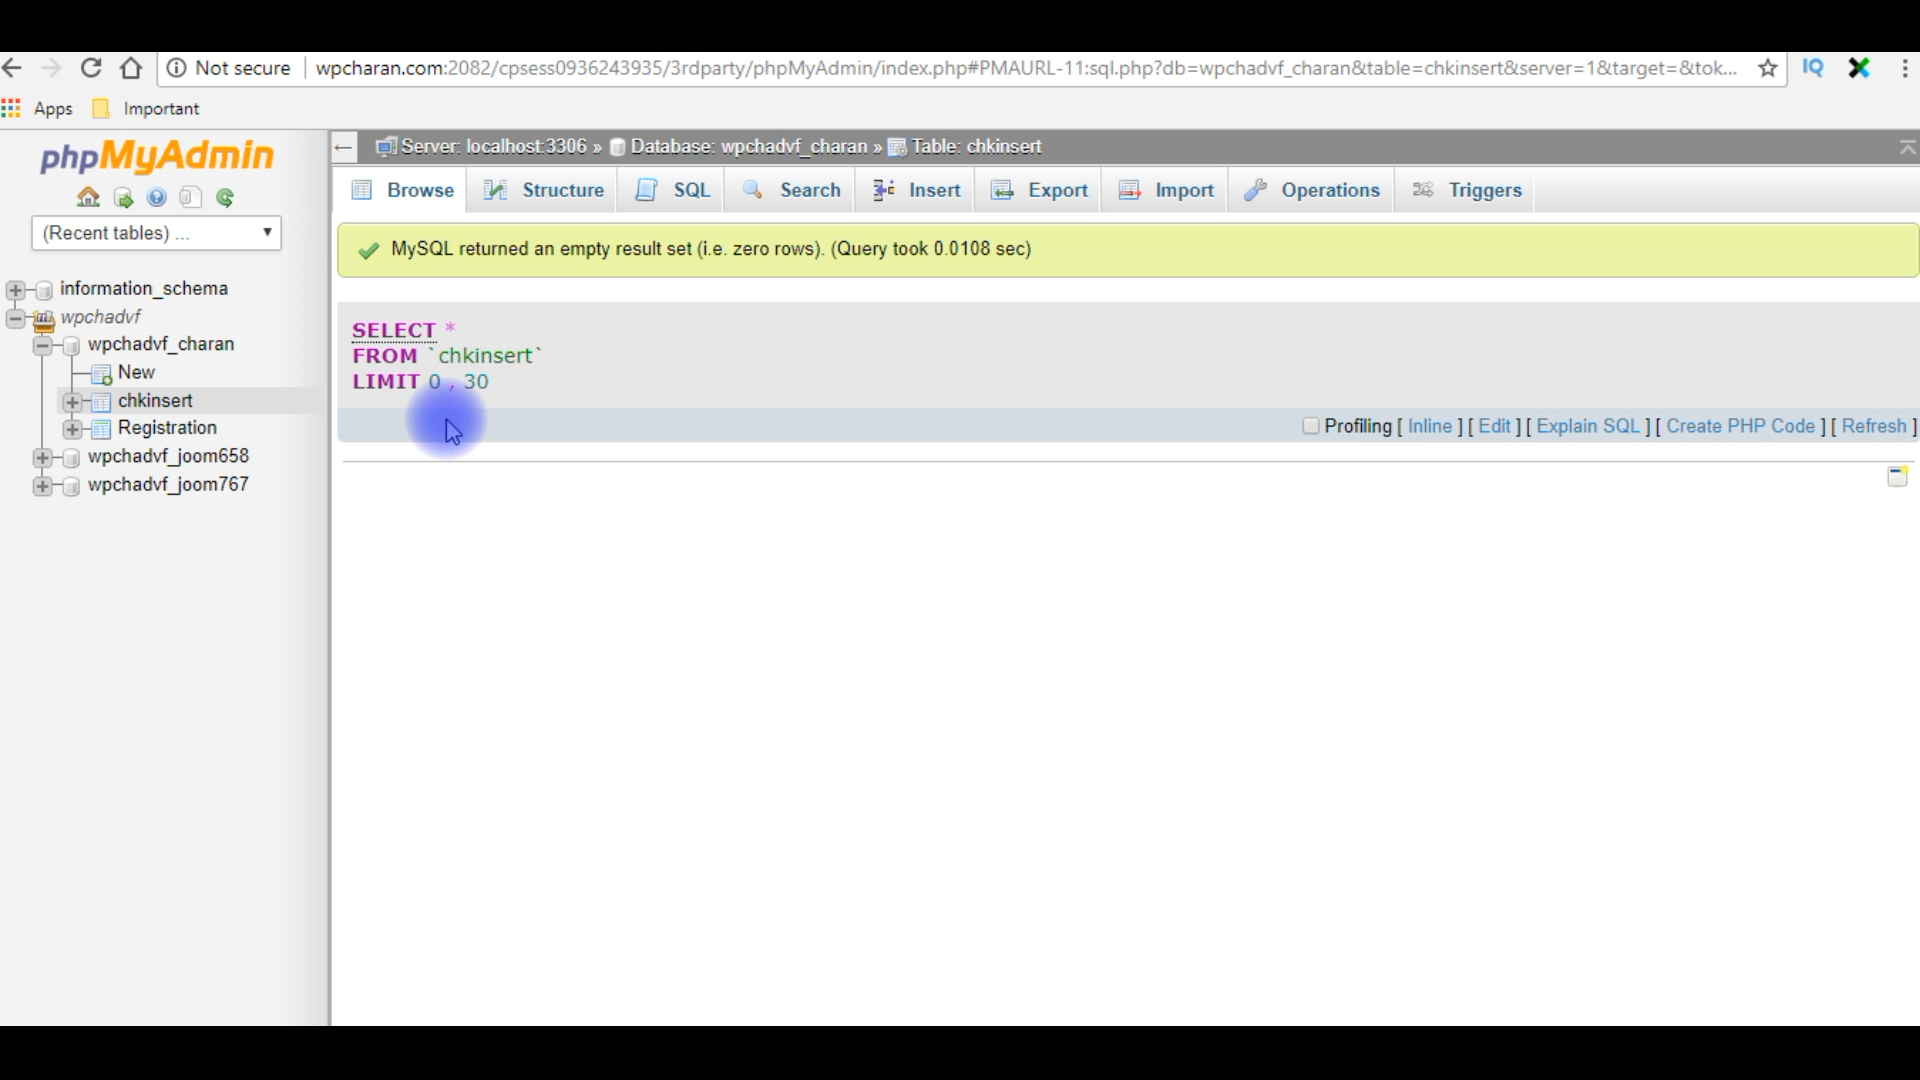 Not secure wpcharan.com:2082/cpsess0936243935/3rdparty/phpMyAdmin/index.php#PMAURL-11:sql.php?db=wpchadvf_charan&table=chkinsert&server=1&target=&tok... IQ
Apps Important
phpMyAdmin
(Recent tables) ...
information_schema
wpchadvf
wpchadvf_charan
New
chkinsert
Registration
wpchadvf_joom658
wpchadvf_joom767
Server: localhost:3306 » Database: wpchadvf_charan » Table: chkinsert
Browse Structure SQL Search Insert Export Import Operations Triggers
MySQL returned an empty result set (i.e. zero rows). (Query took 0.0108 sec)
SELECT *
FROM `chkinsert`
LIMIT 0 , 30
Profiling [ Inline ] [ Edit ] [ Explain SQL ] [ Create PHP Code ] [ Refresh ]